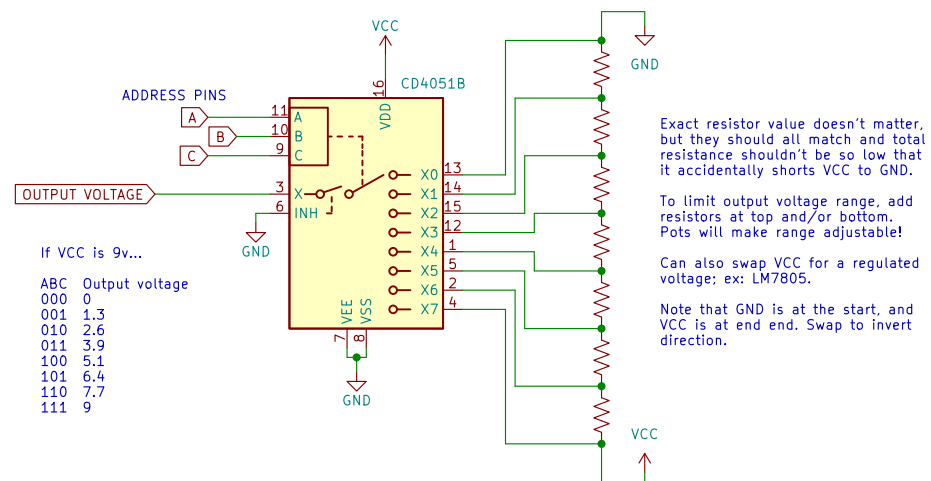 VCC
GND
CD4051B
ADDRESS PINS
16
VDD
11
A
A
10
B
B
9
C
C
X0
13
X1
14
X2
15
X3
12
X4
1
X5
5
X6
2
X7
4
OUTPUT VOLTAGE
3
X
6
INH
GND
VEE
VSS
7
8
GND
If VCC is 9v...
ABC Output voltage
000 0
001 1.3
010 2.6
011 3.9
100 5.1
101 6.4
110 7.7
111 9
Exact resistor value doesn't matter,
but they should all match and total
resistance shouldn't be so low that
it accidentally shorts VCC to GND.
To limit output voltage range, add
resistors at top and/or bottom.
Pots will make range adjustable!
Can also swap VCC for a regulated
voltage; ex: LM7805.
Note that GND is at the start, and
VCC is at end end. Swap to invert
direction.
VCC